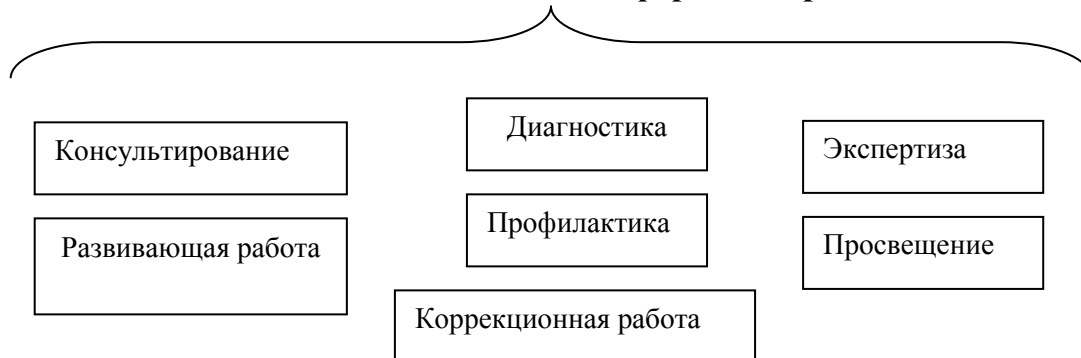 Консультирование
Диагностика
Экспертиза
Развивающая работа
Профилактика
Просвещение
Коррекционная работа